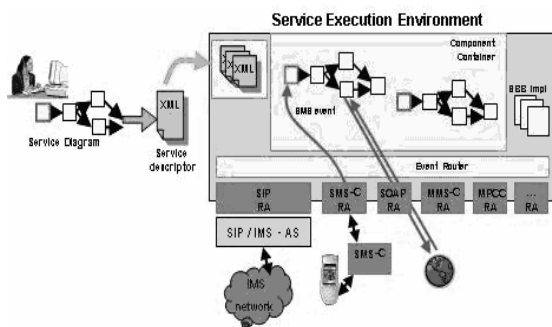 Service Execution Environment
Component
Container
XML
XML
SMS event
BBB Impl
Service Diagram
Service
descriptor
Event Router
SIP
RA
SMS-C
RA
SOAP
RA
MMS-C
RA
MPCC
RA
...
RA
SIP / IMS - AS
SMS-C
IMS
network